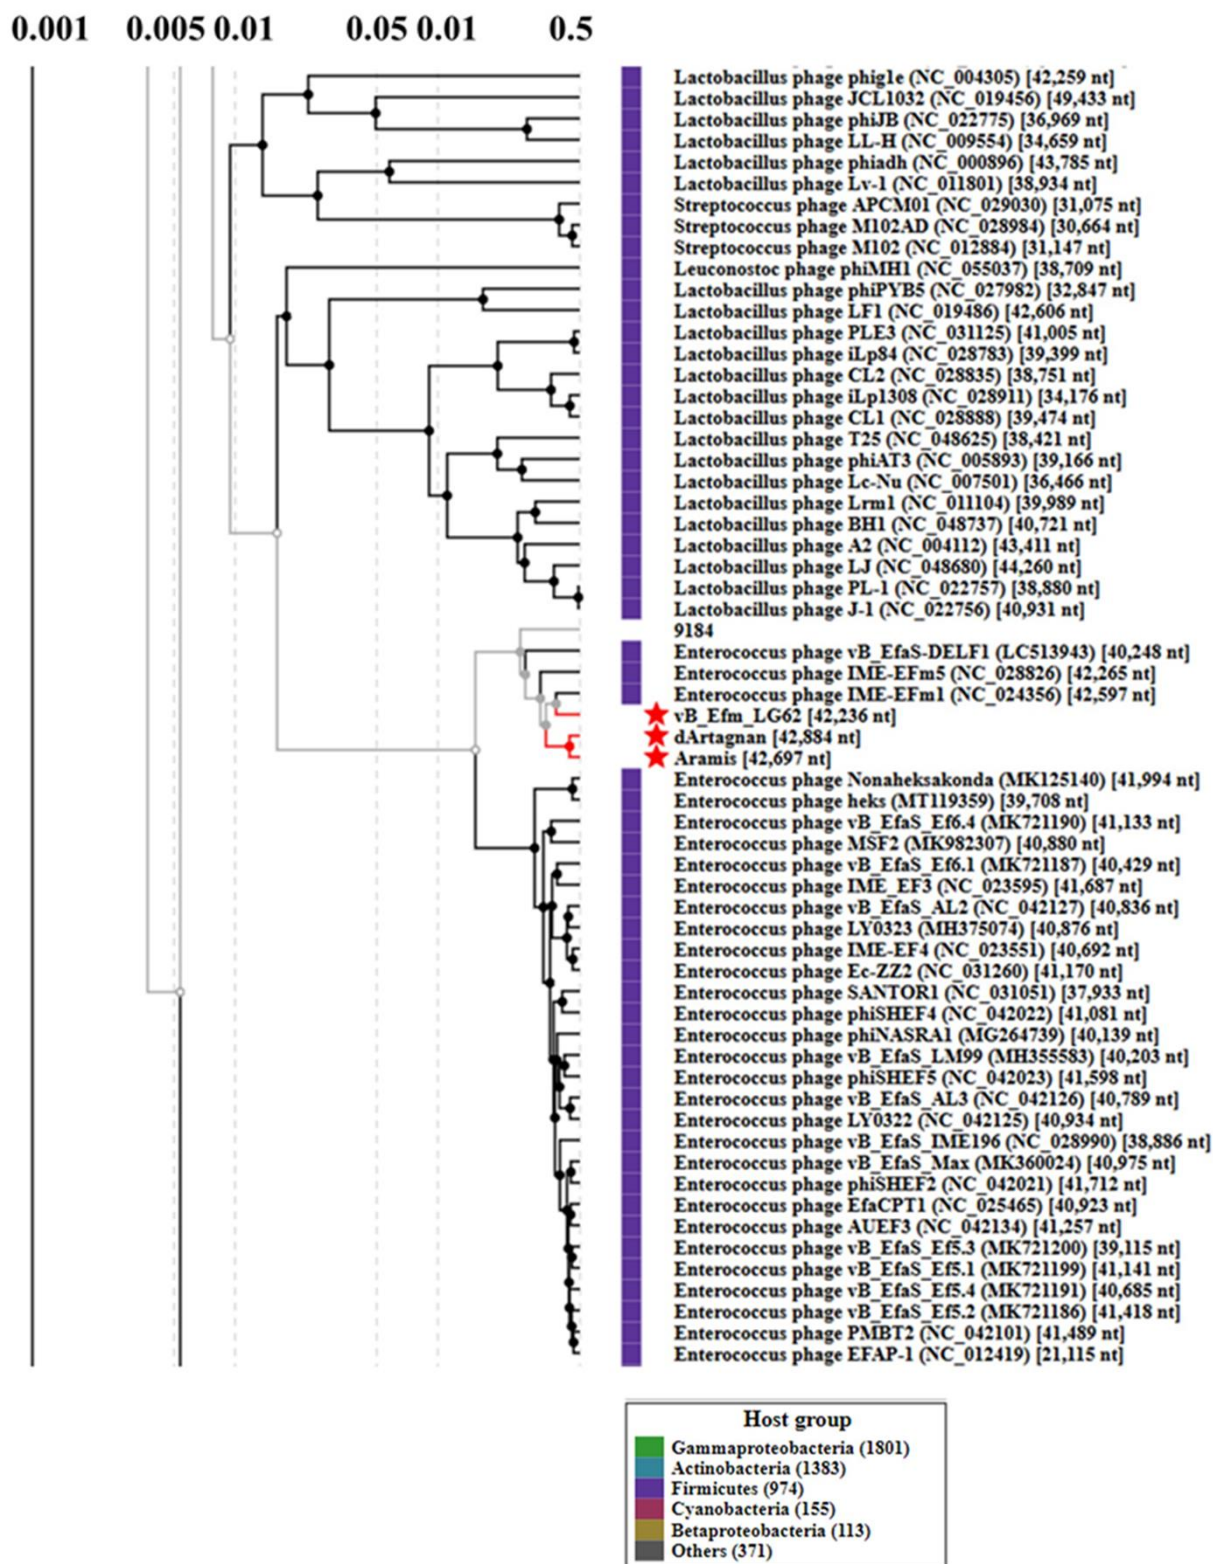 0.001 0.005 0.01 0.05 0.01 0.5
Lactobacillus phage phig1e (NC_004305) [42,259 nt]
Lactobacillus phage JCL1032 (NC_019456) [49,433 nt]
Lactobacillus phage phiJB (NC_022775) [36,969 nt]
Lactobacillus phage LL-H (NC_009554) [34,659 nt]
Lactobacillus phage phiadh (NC_000896) [43,785 nt]
Lactobacillus phage Lv-1 (NC_011801) [38,934 nt]
Streptococcus phage APCM01 (NC_029030) [31,075 nt]
Streptococcus phage M102AD (NC_028984) [30,664 nt]
Streptococcus phage M102 (NC_012884) [31,147 nt]
Leuconostoc phage phiMH1 (NC_055037) [38,709 nt]
Lactobacillus phage phiPYB5 (NC_027982) [32,847 nt]
Lactobacillus phage LF1 (NC_019486) [42,606 nt]
Lactobacillus phage PLE3 (NC_031125) [41,005 nt]
Lactobacillus phage iLp84 (NC_028783) [39,399 nt]
Lactobacillus phage CL2 (NC_028835) [38,751 nt]
Lactobacillus phage iLp1308 (NC_028911) [34,176 nt]
Lactobacillus phage CL1 (NC_028888) [39,474 nt]
Lactobacillus phage T25 (NC_048625) [38,421 nt]
Lactobacillus phage phiAT3 (NC_005893) [39,166 nt]
Lactobacillus phage Lc-Nu (NC_007501) [36,466 nt]
Lactobacillus phage Lrm1 (NC_011104) [39,989 nt]
Lactobacillus phage BH1 (NC_048737) [40,721 nt]
Lactobacillus phage A2 (NC_004112) [43,411 nt]
Lactobacillus phage LJ (NC_048680) [44,260 nt]
Lactobacillus phage PL-1 (NC_022757) [38,880 nt]
Lactobacillus phage J-1 (NC_022756) [40,931 nt]
9184
Enterococcus phage vB_EfaS-DELF1 (LC513943) [40,248 nt]
Enterococcus phage IME-EFm5 (NC_028826) [42,265 nt]
Enterococcus phage IME-EFm1 (NC_024356) [42,597 nt]
vB_Efm_LG62 [42,236 nt]
dArtagnan [42,884 nt]
Aramis [42,697 nt]
Enterococcus phage Nonaheksakonda (MK125140) [41,994 nt]
Enterococcus phage heks (MT119359) [39,708 nt]
Enterococcus phage vB_EfaS_Ef6.4 (MK721190) [41,133 nt]
Enterococcus phage MSF2 (MK982307) [40,880 nt]
Enterococcus phage vB_EfaS_Ef6.1 (MK721187) [40,429 nt]
Enterococcus phage IME_EF3 (NC_023595) [41,687 nt]
Enterococcus phage vB_EfaS_AL2 (NC_042127) [40,836 nt]
Enterococcus phage LY0323 (MH375074) [40,876 nt]
Enterococcus phage IME-EF4 (NC_023551) [40,692 nt]
Enterococcus phage Ec-ZZ2 (NC_031260) [41,170 nt]
Enterococcus phage SANTOR1 (NC_031051) [37,933 nt]
Enterococcus phage phiSHEF4 (NC_042022) [41,081 nt]
Enterococcus phage phiNASRA1 (MG264739) [40,139 nt]
Enterococcus phage vB_EfaS_LM99 (MH355583) [40,203 nt]
Enterococcus phage phiSHEF5 (NC_042023) [41,598 nt]
Enterococcus phage vB_EfaS_AL3 (NC_042126) [40,789 nt]
Enterococcus phage LY0322 (NC_042125) [40,934 nt]
Enterococcus phage vB_EfaS_IME196 (NC_028990) [38,886 nt]
Enterococcus phage vB_EfaS_Max (MK360024) [40,975 nt]
Enterococcus phage phiSHEF2 (NC_042021) [41,712 nt]
Enterococcus phage EfaCPT1 (NC_025465) [40,923 nt]
Enterococcus phage AUEF3 (NC_042134) [41,257 nt]
Enterococcus phage vB_EfaS_Ef5.3 (MK721200) [39,115 nt]
Enterococcus phage vB_EfaS_Ef5.1 (MK721199) [41,141 nt]
Enterococcus phage vB_EfaS_Ef5.4 (MK721191) [40,685 nt]
Enterococcus phage vB_EfaS_Ef5.2 (MK721186) [41,418 nt]
Enterococcus phage PMBT2 (NC_042101) [41,489 nt]
Enterococcus phage EFAP-1 (NC_012419) [21,115 nt]
Host group
Gammaproteobacteria (1801)
Actinobacteria (1383)
Firmicutes (974)
Cyanobacteria (155)
Betaproteobacteria (113)
Others (371)